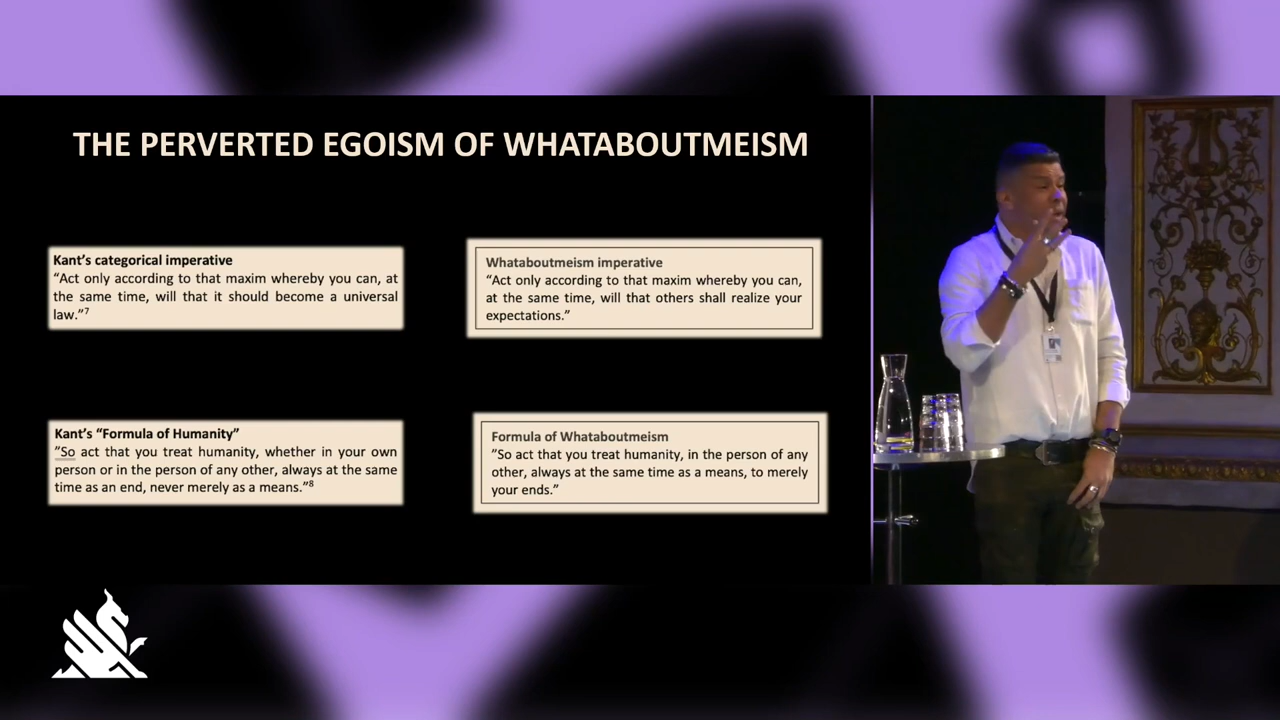 THE PERVERTED EGOISM OF WHATABOUTMEISM
Kant’s categorical imperative
“Act only according to that maxim whereby you can, at
the same time, will that it should become a universal
law.”7
Whataboutmeism imperative
“Act only according to that maxim whereby you can,
at the same time, will that others shall realize your
expectations.”
Kant’s “Formula of Humanity”
”So act that you treat humanity, whether in your own
person or in the person of any other, always at the same
time as an end, never merely as a means.”8
Formula of Whataboutmeism
”So act that you treat humanity, in the person of any
other, always at the same time as a means, to merely
your ends.”